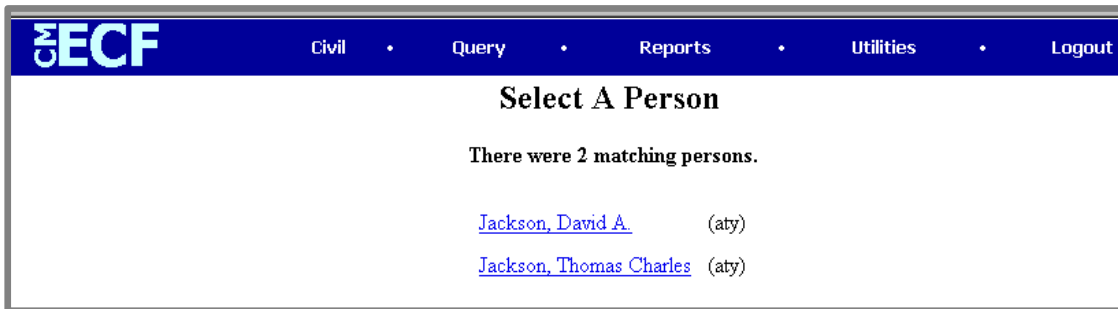 CM ECF Civil • Query • Reports • Utilities • Logout
Select A Person
There were 2 matching persons.
Jackson, David A. (aty)
Jackson, Thomas Charles (aty)